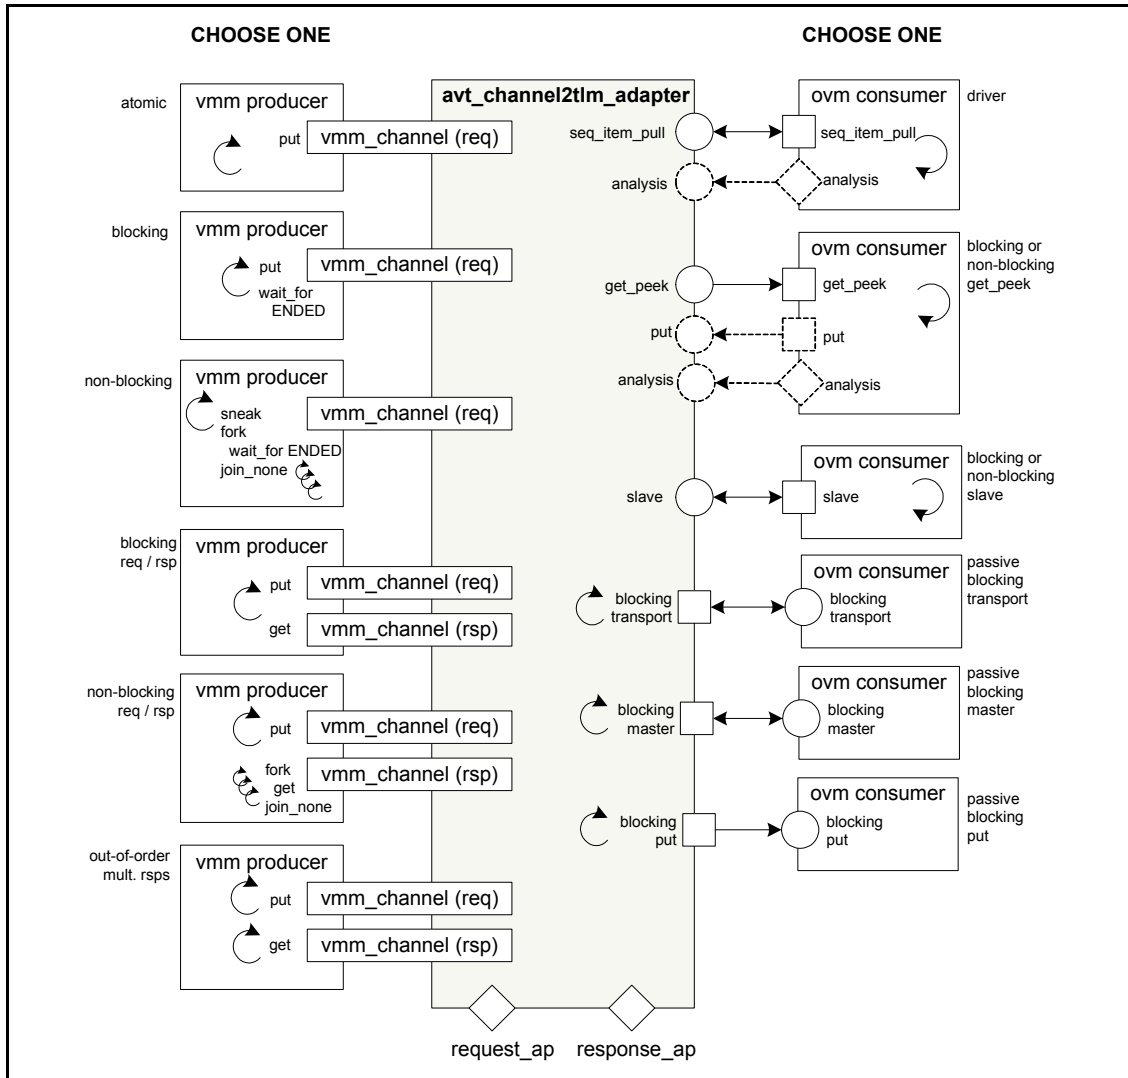 CHOOSE ONE
CHOOSE ONE
avt_channel2tlm_adapter
atomic
vmm producer
put
vmm_channel (req)
blocking
vmm producer
put
wait_for
ENDED
vmm_channel (req)
non-blocking
vmm producer
sneak
fork
wait_for ENDED
join_none
vmm_channel (req)
blocking
req / rsp
vmm producer
put
get
vmm_channel (req)
vmm_channel (rsp)
non-blocking
req / rsp
vmm producer
put
fork
get
join_none
vmm_channel (req)
vmm_channel (rsp)
out-of-order
mult. rsps
vmm producer
put
get
vmm_channel (req)
vmm_channel (rsp)
seq_item_pull
analysis
ovm consumer
seq_item_pull
analysis
driver
get_peek
put
analysis
ovm consumer
get_peek
put
analysis
blocking or
non-blocking
get_peek
slave
ovm consumer
slave
blocking or
non-blocking
slave
blocking
transport
ovm consumer
blocking
transport
passive
blocking
transport
blocking
master
ovm consumer
blocking
master
passive
blocking
master
blocking
put
ovm consumer
blocking
put
passive
blocking
put
request_ap
response_ap